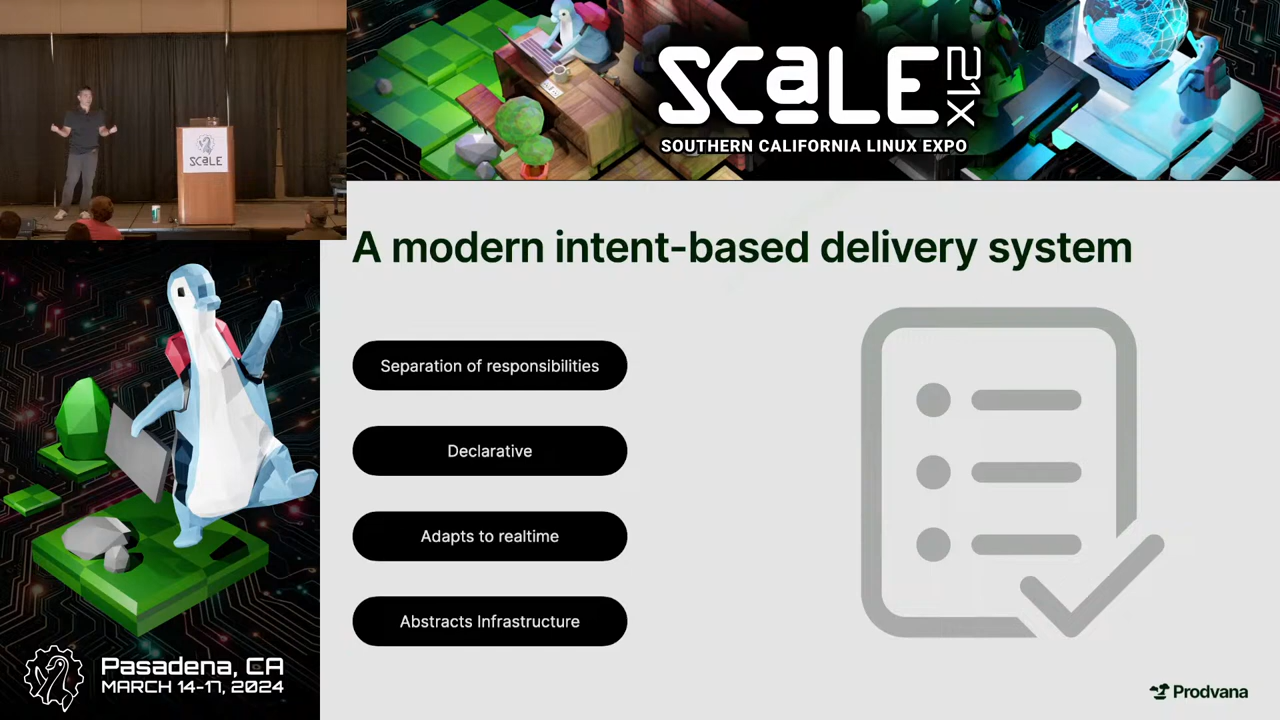 SCaLE
SCALE 21X
SOUTHERN CALIFORNIA LINUX EXPO
A modern intent-based delivery system
Separation of responsibilities
Declarative
Adapts to realtime
Abstracts Infrastructure
Pasadena, CA
MARCH 14-17, 2024
Prodvana